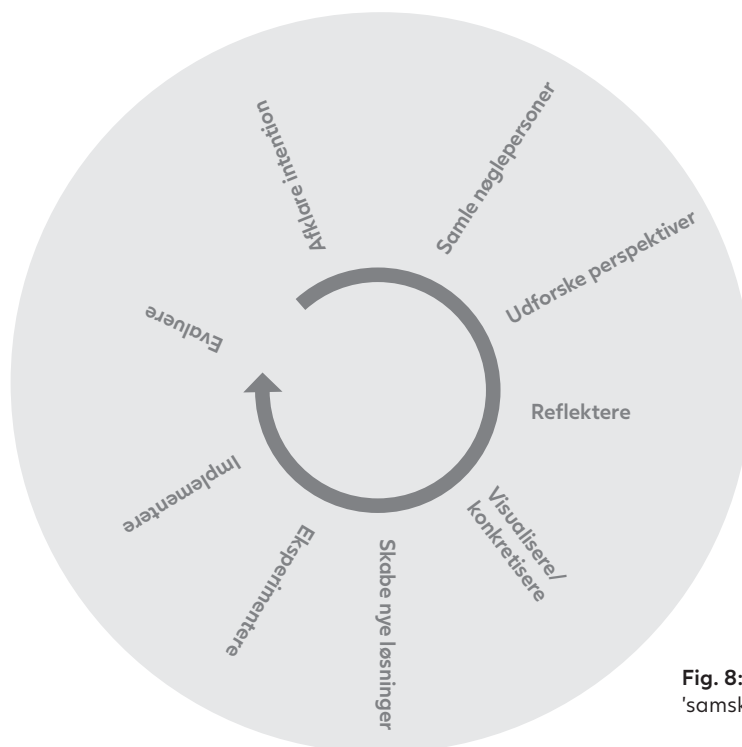 Afklare intention
Samle nøglepersoner
Udforske perspektiver
Reflektere
Visualisere/
konkretisere
Skabe nye løsninger
Eksperimentere
Implementere
Evaluere
Fig. 8: